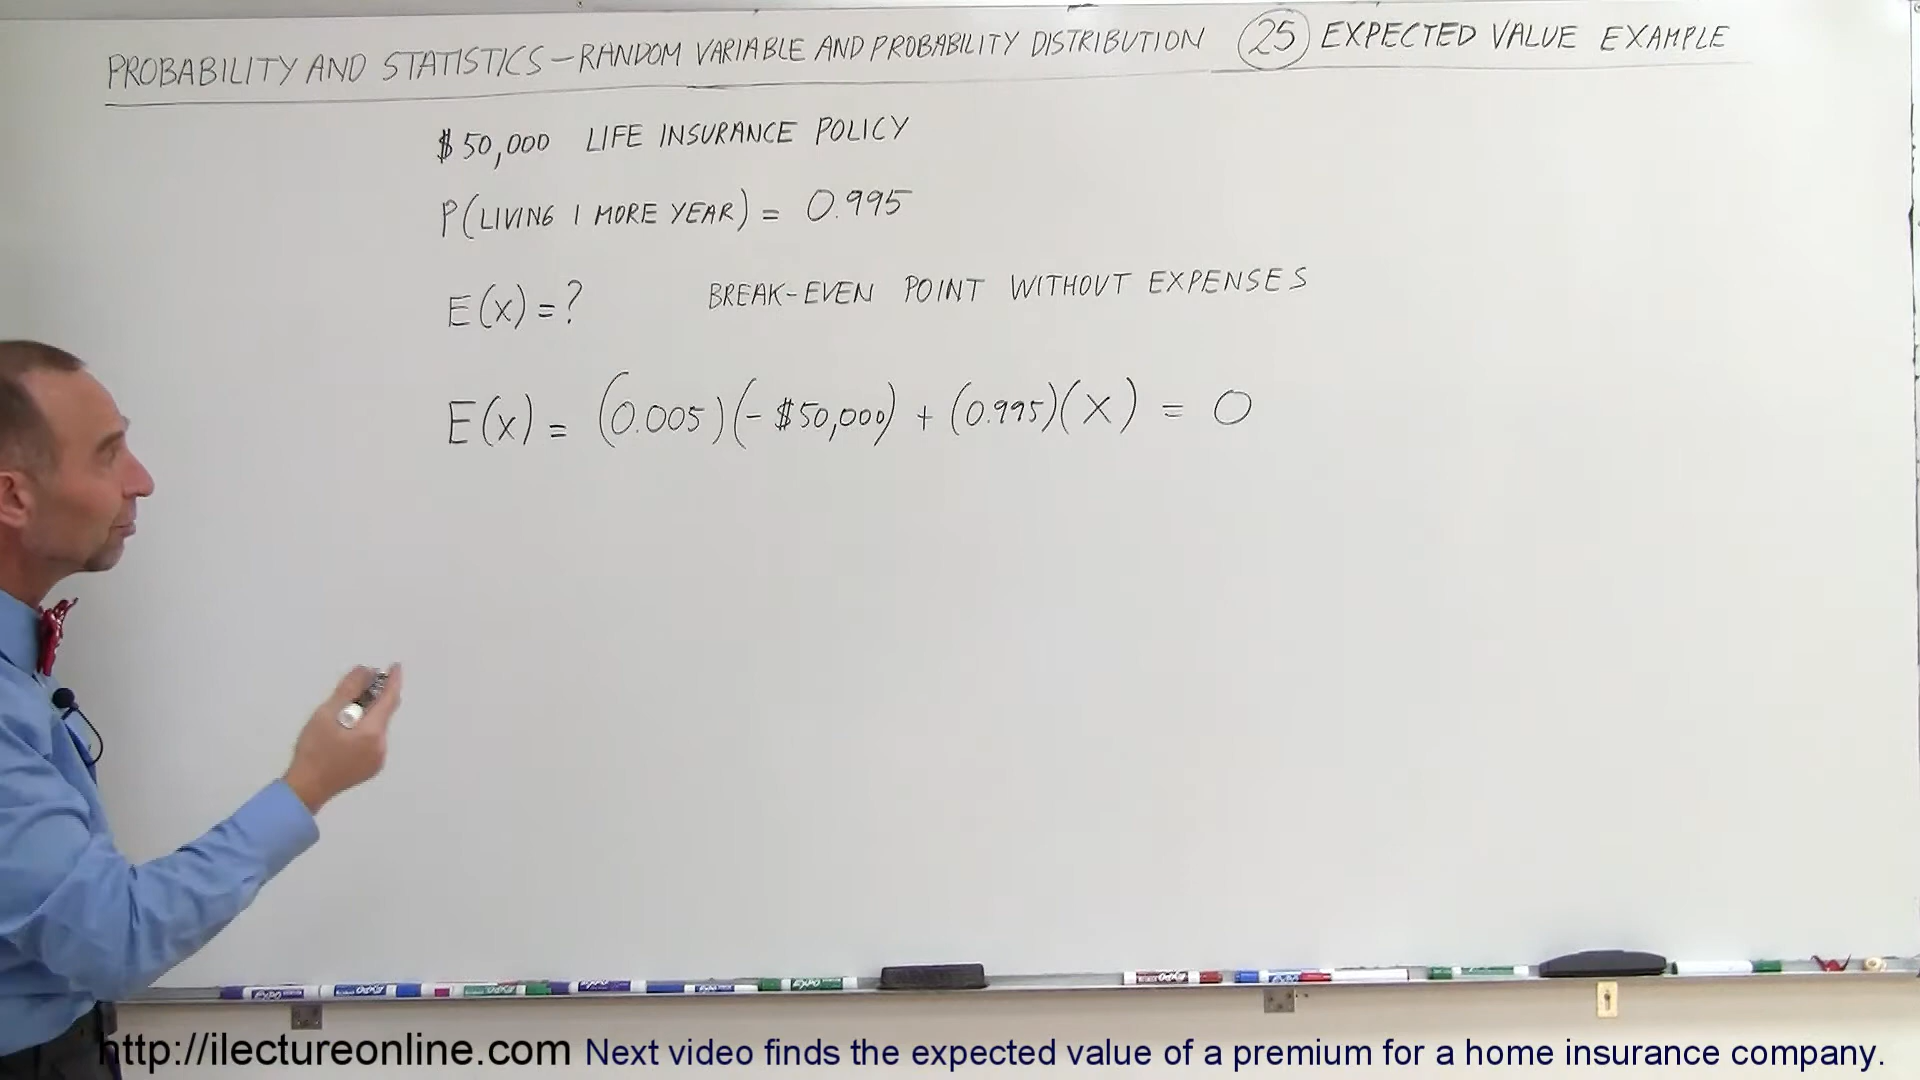 PROBABILITY AND STATISTICS - RANDOM VARIABLE AND PROBABILITY DISTRIBUTION 25 EXPECTED VALUE EXAMPLE
$50,000 LIFE INSURANCE POLICY
P(LIVING 1 MORE YEAR) = 0.995
E(X) = ? BREAK-EVEN POINT WITHOUT EXPENSES
E(X) = (0.005)(-$50,000) + (0.995)(X) = 0
http://ilectureonline.com Next video finds the expected value of a premium for a home insurance company.